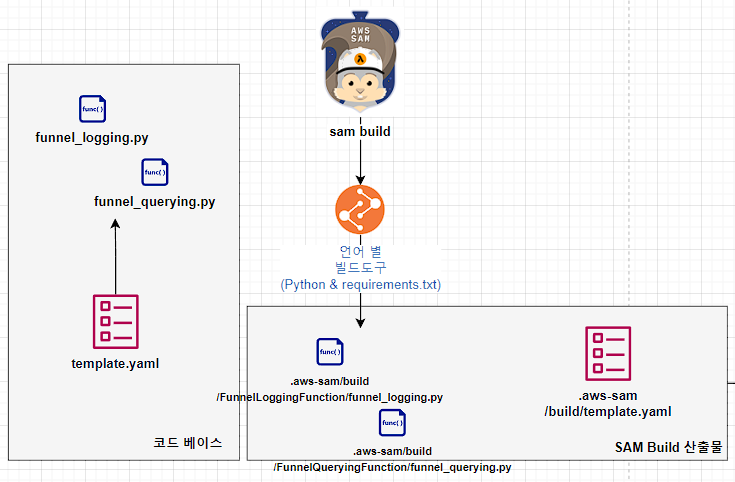 AWS
SAM
sam build
func( )
funnel_logging.py
func( )
funnel_querying.py
template.yaml
코드 베이스
언어 별
빌드도구
(Python & requirements.txt)
func( )
.aws-sam/build
/FunnelLoggingFunction/funnel_logging.py
func( )
.aws-sam/build
/FunnelQueryingFunction/funnel_querying.py
.aws-sam
/build/template.yaml
SAM Build 산출물